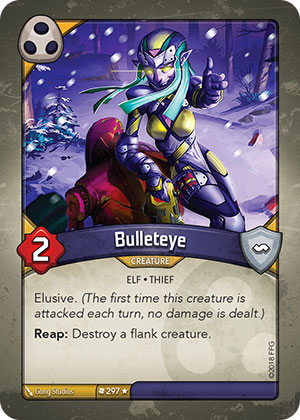 2
Bulleteye
CREATURE
ELF • THIEF
Elusive. (The first time this creature is
attacked each turn, no damage is dealt.)
Reap: Destroy a flank creature.
Gong Studios
297 ★
©2018 FFG